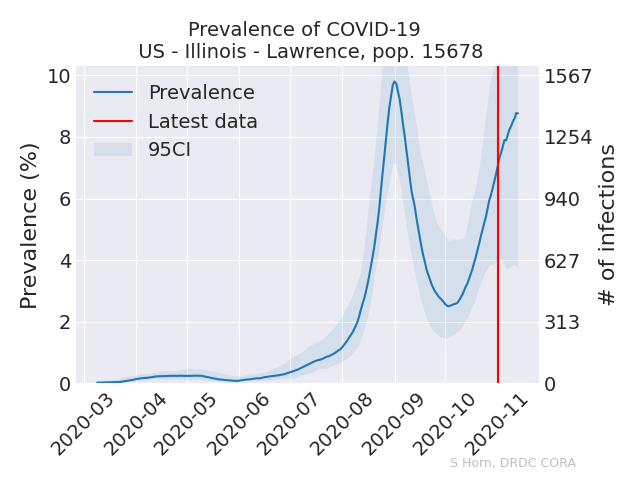 Prevalence of COVID-19
US - Illinois - Lawrence, pop. 15678
Prevalence
Latest data
95CI
Prevalence (%)
10
8
6
4
2
0
1567
1254
940
627
313
0
# of infections
2020-03
2020-04
2020-05
2020-06
2020-07
2020-08
2020-09
2020-10
2020-11
S Horn, DRDC CORA